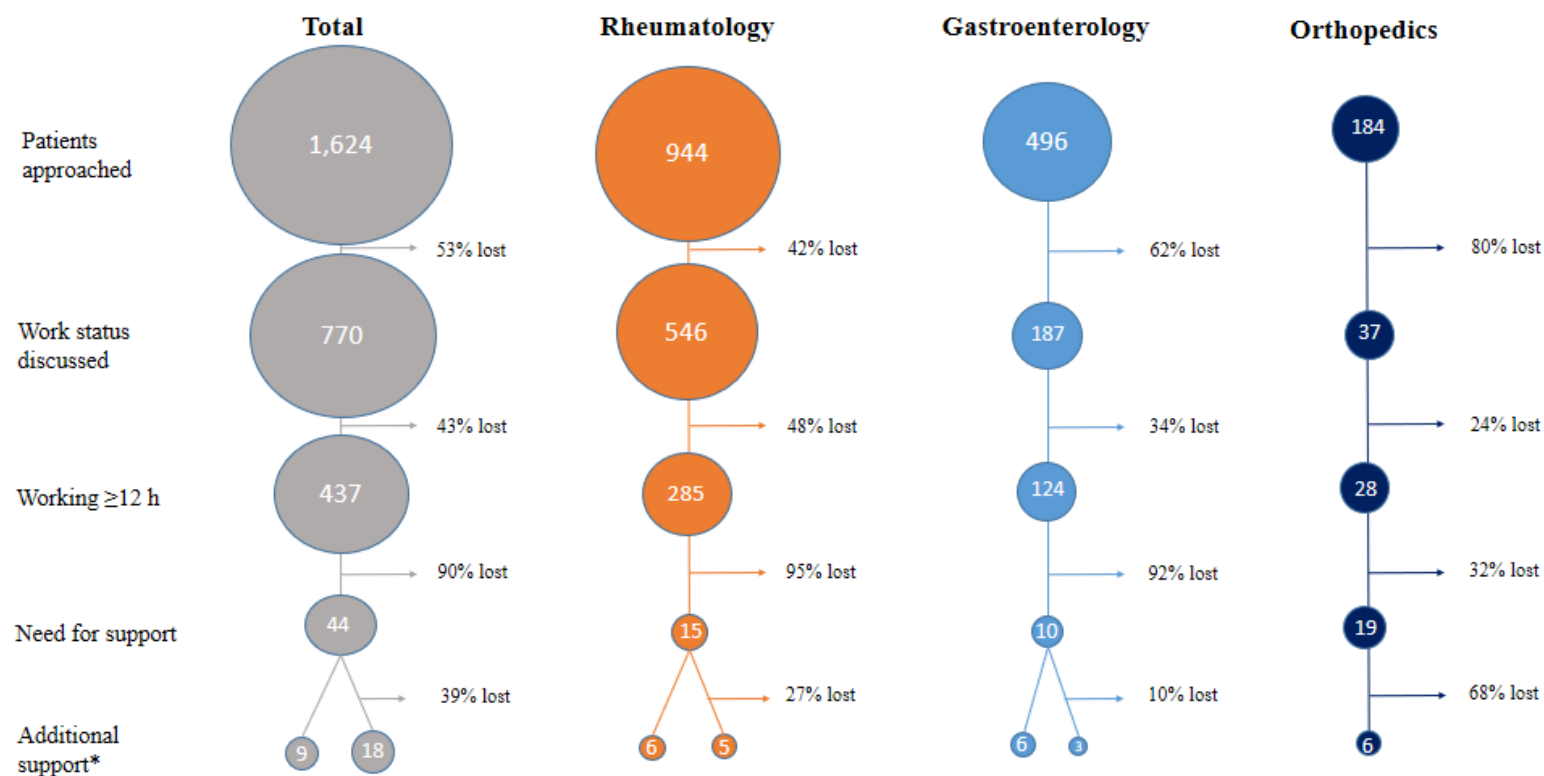 Total Rheumatology Gastroenterology Orthopedics
Patients
approached
1,624 944 496 184
53% lost 42% lost 62% lost 80% lost
Work status
discussed
770 546 187 37
43% lost 48% lost 34% lost 24% lost
Working ≥12 h 437 285 124 28
90% lost 95% lost 92% lost 32% lost
Need for support 44 15 10 19
39% lost 27% lost 10% lost 68% lost
Additional
support*
9 18 6 5 6 3 6